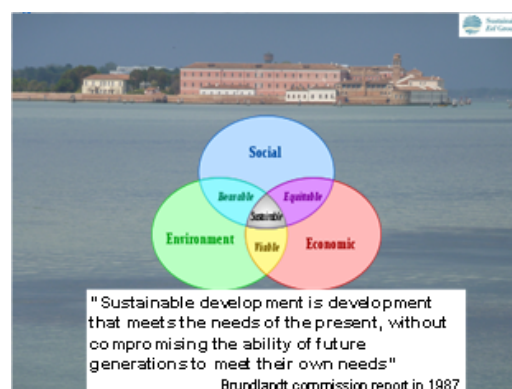 Social
Bearable
Equitable
Sustainable
Environment
Viable
Economic
"Sustainable development is development
that meets the needs of the present, without
compromising the ability of future
generations to meet their own needs"
Brundlandt commission report in 1987